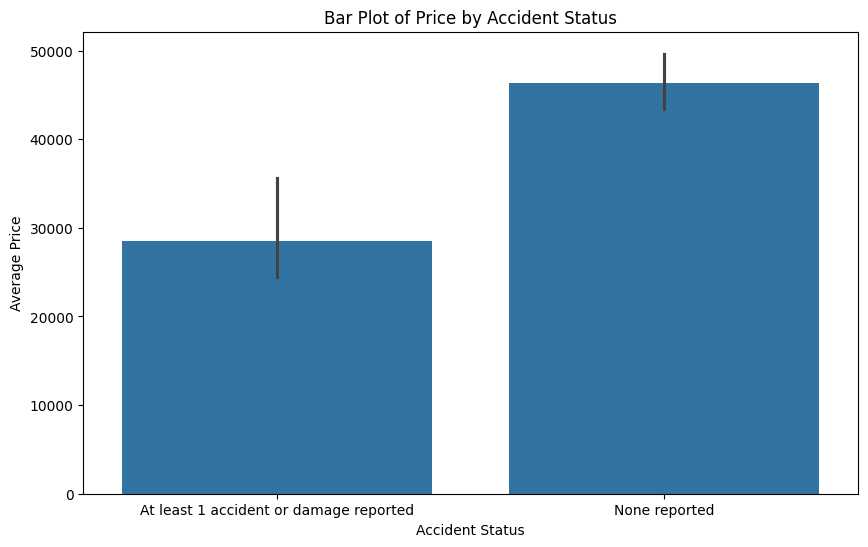 Bar Plot of Price by Accident Status
50000
40000
30000
20000
10000
0
Average Price
At least 1 accident or damage reported
None reported
Accident Status